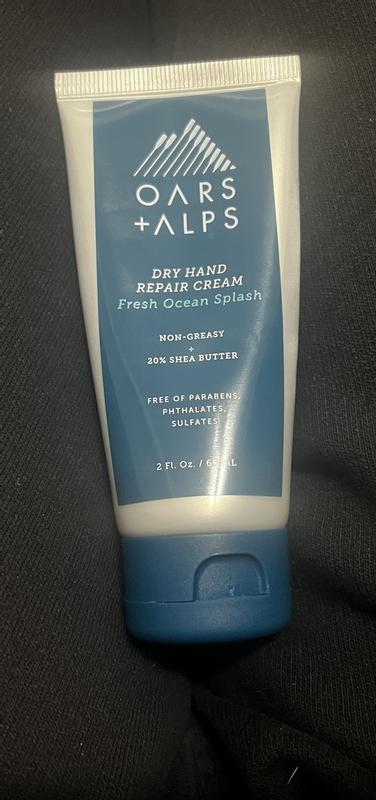 OARS
+ALPS
DRY HAND
REPAIR CREAM
Fresh Ocean Splash
NON-GREASY
+
20% SHEA BUTTER
FREE OF PARABENS,
PHTHALATES,
SULFATES
2 Fl. Oz. /